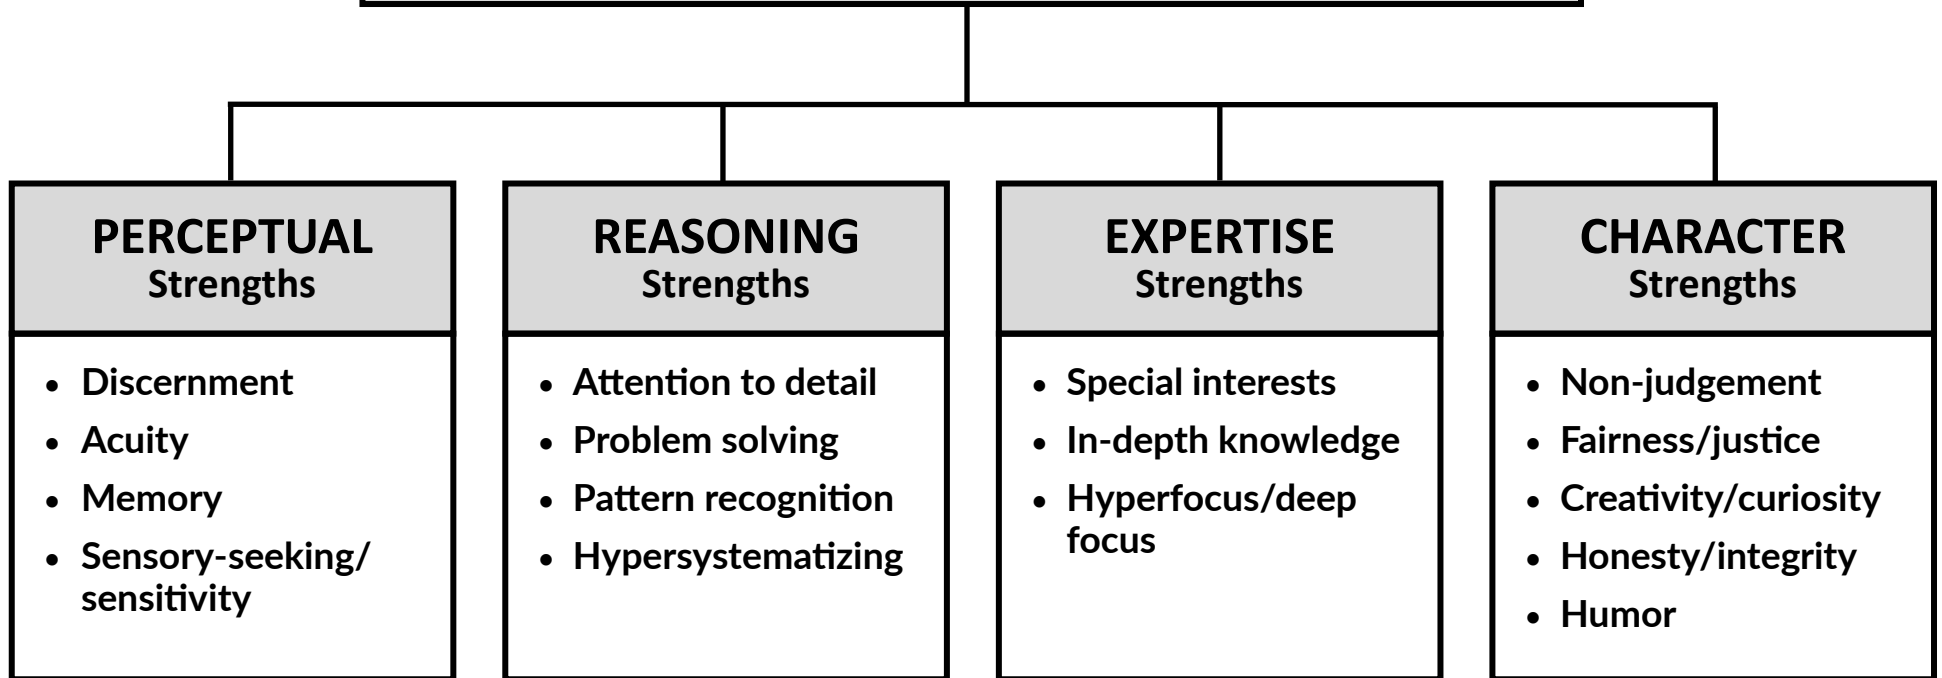 PERCEPTUAL
Strengths
• Discernment
• Acuity
• Memory
• Sensory-seeking/
sensitivity
REASONING
Strengths
• Attention to detail
• Problem solving
• Pattern recognition
• Hypersystematizing
EXPERTISE
Strengths
• Special interests
• In-depth knowledge
• Hyperfocus/deep
focus
CHARACTER
Strengths
• Non-judgement
• Fairness/justice
• Creativity/curiosity
• Honesty/integrity
• Humor